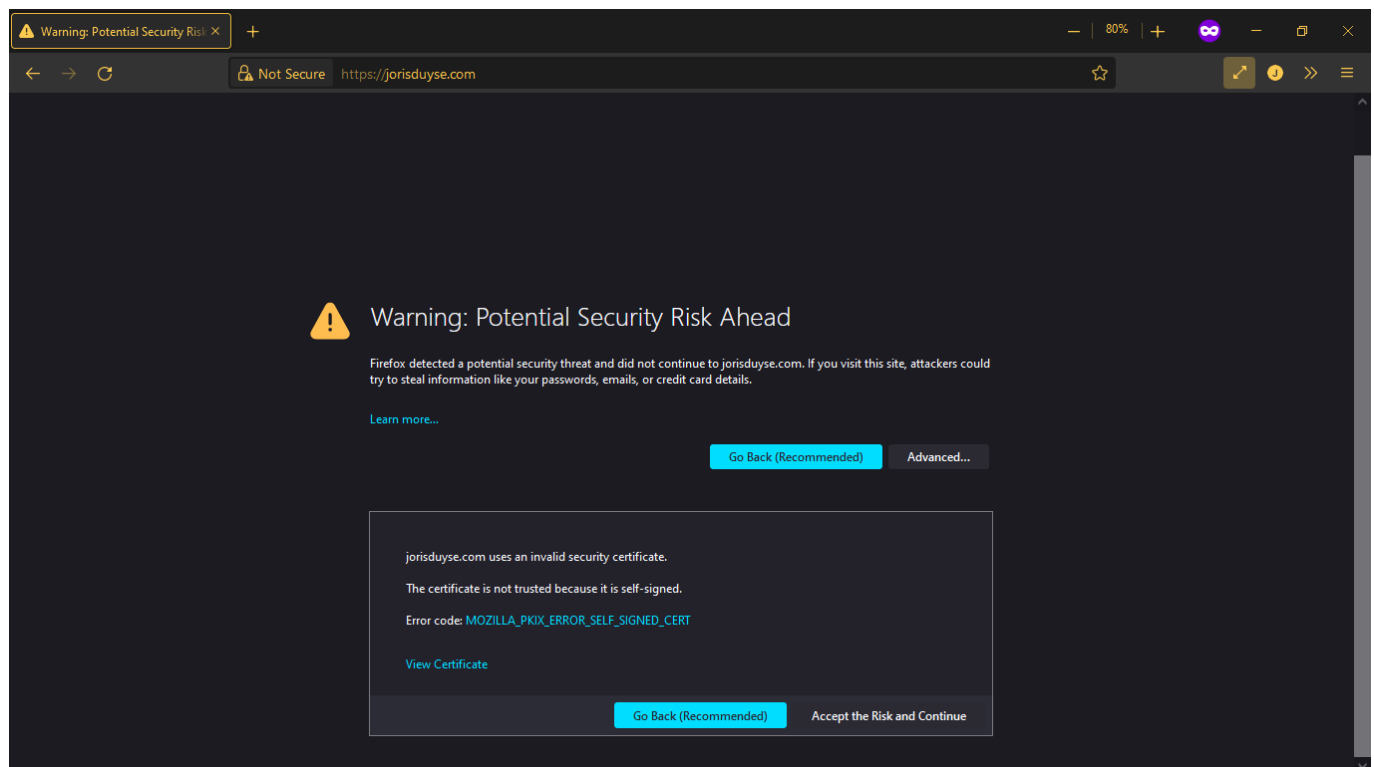 Warning: Potential Security Risk
80%
Not Secure https://jorisduyse.com
J
Warning: Potential Security Risk Ahead
Firefox detected a potential security threat and did not continue to jorisduyse.com. If you visit this site, attackers could
try to steal information like your passwords, emails, or credit card details.
Learn more...
Go Back (Recommended) Advanced...
jorisduyse.com uses an invalid security certificate.
The certificate is not trusted because it is self-signed.
Error code: MOZILLA_PKIX_ERROR_SELF_SIGNED_CERT
View Certificate
Go Back (Recommended) Accept the Risk and Continue